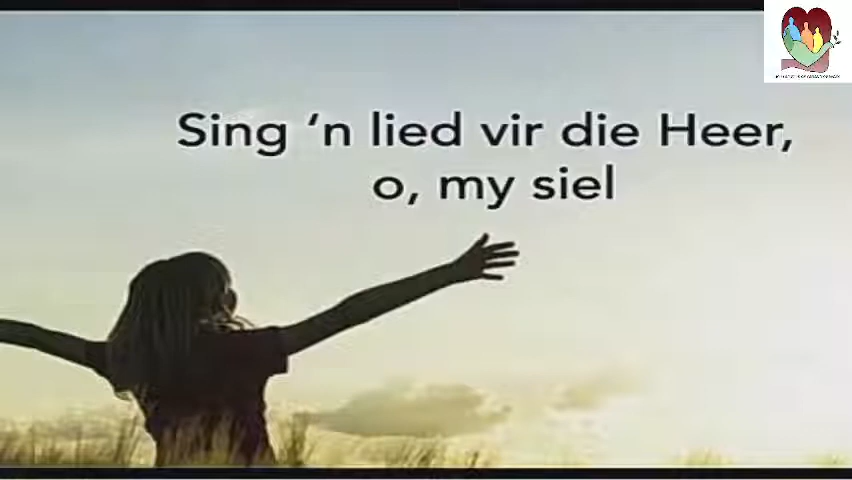 Sing ‘n lied vir die Heer,
o, my siel